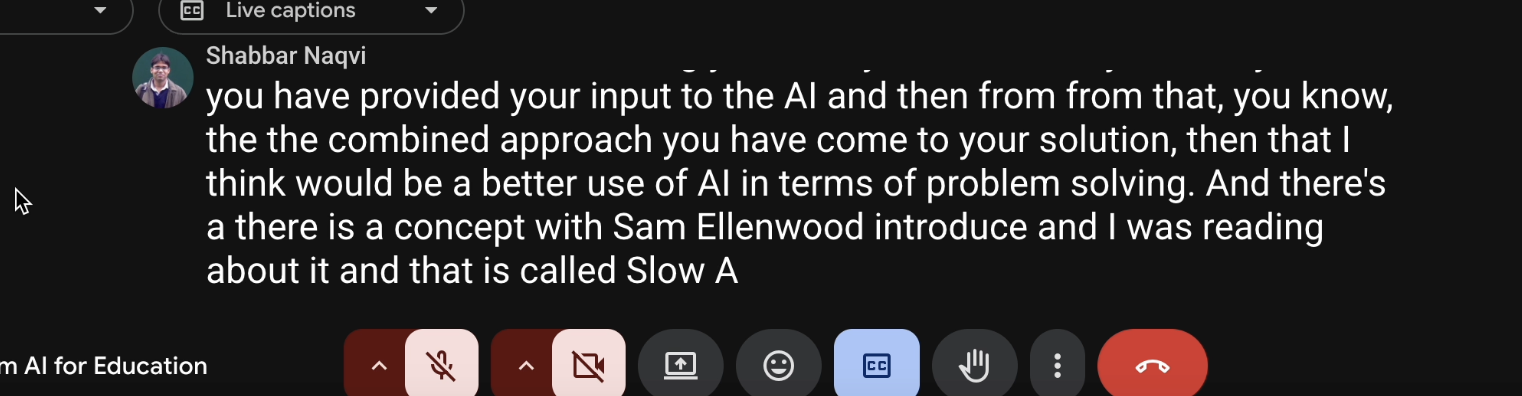 Live captions
Shabbar Naqvi
you have provided your input to the AI and then from from that, you know,
the the combined approach you have come to your solution, then that I
think would be a better use of AI in terms of problem solving. And there's
a there is a concept with Sam Ellenwood introduce and I was reading
about it and that is called Slow A
m AI for Education